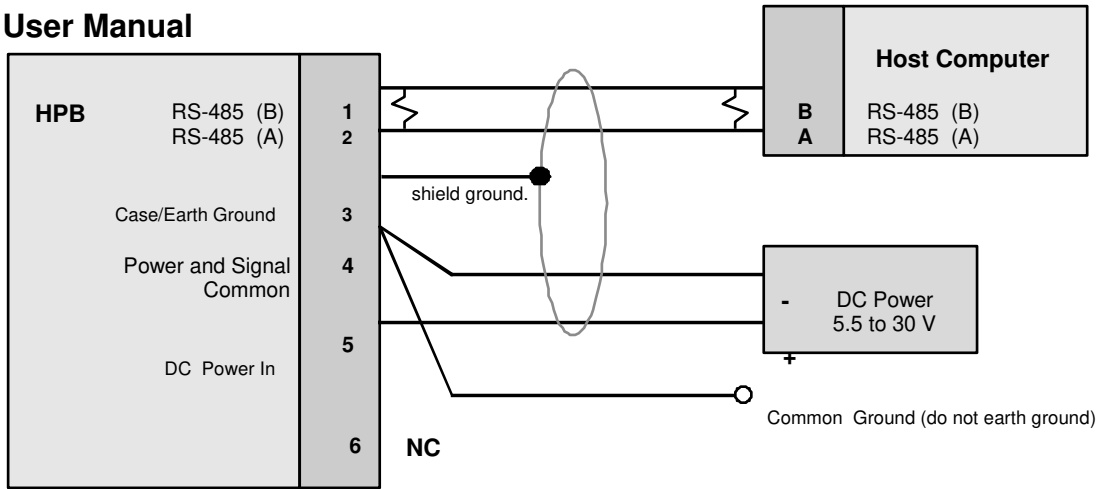 User Manual
HPB
RS-485 (B)
RS-485 (A)
1
2
shield ground.
Case/Earth Ground
3
Power and Signal
Common
4
5
DC Power In
6
NC
Host Computer
B
RS-485 (B)
A
RS-485 (A)
-
DC Power
5.5 to 30 V
+
Common Ground (do not earth ground)